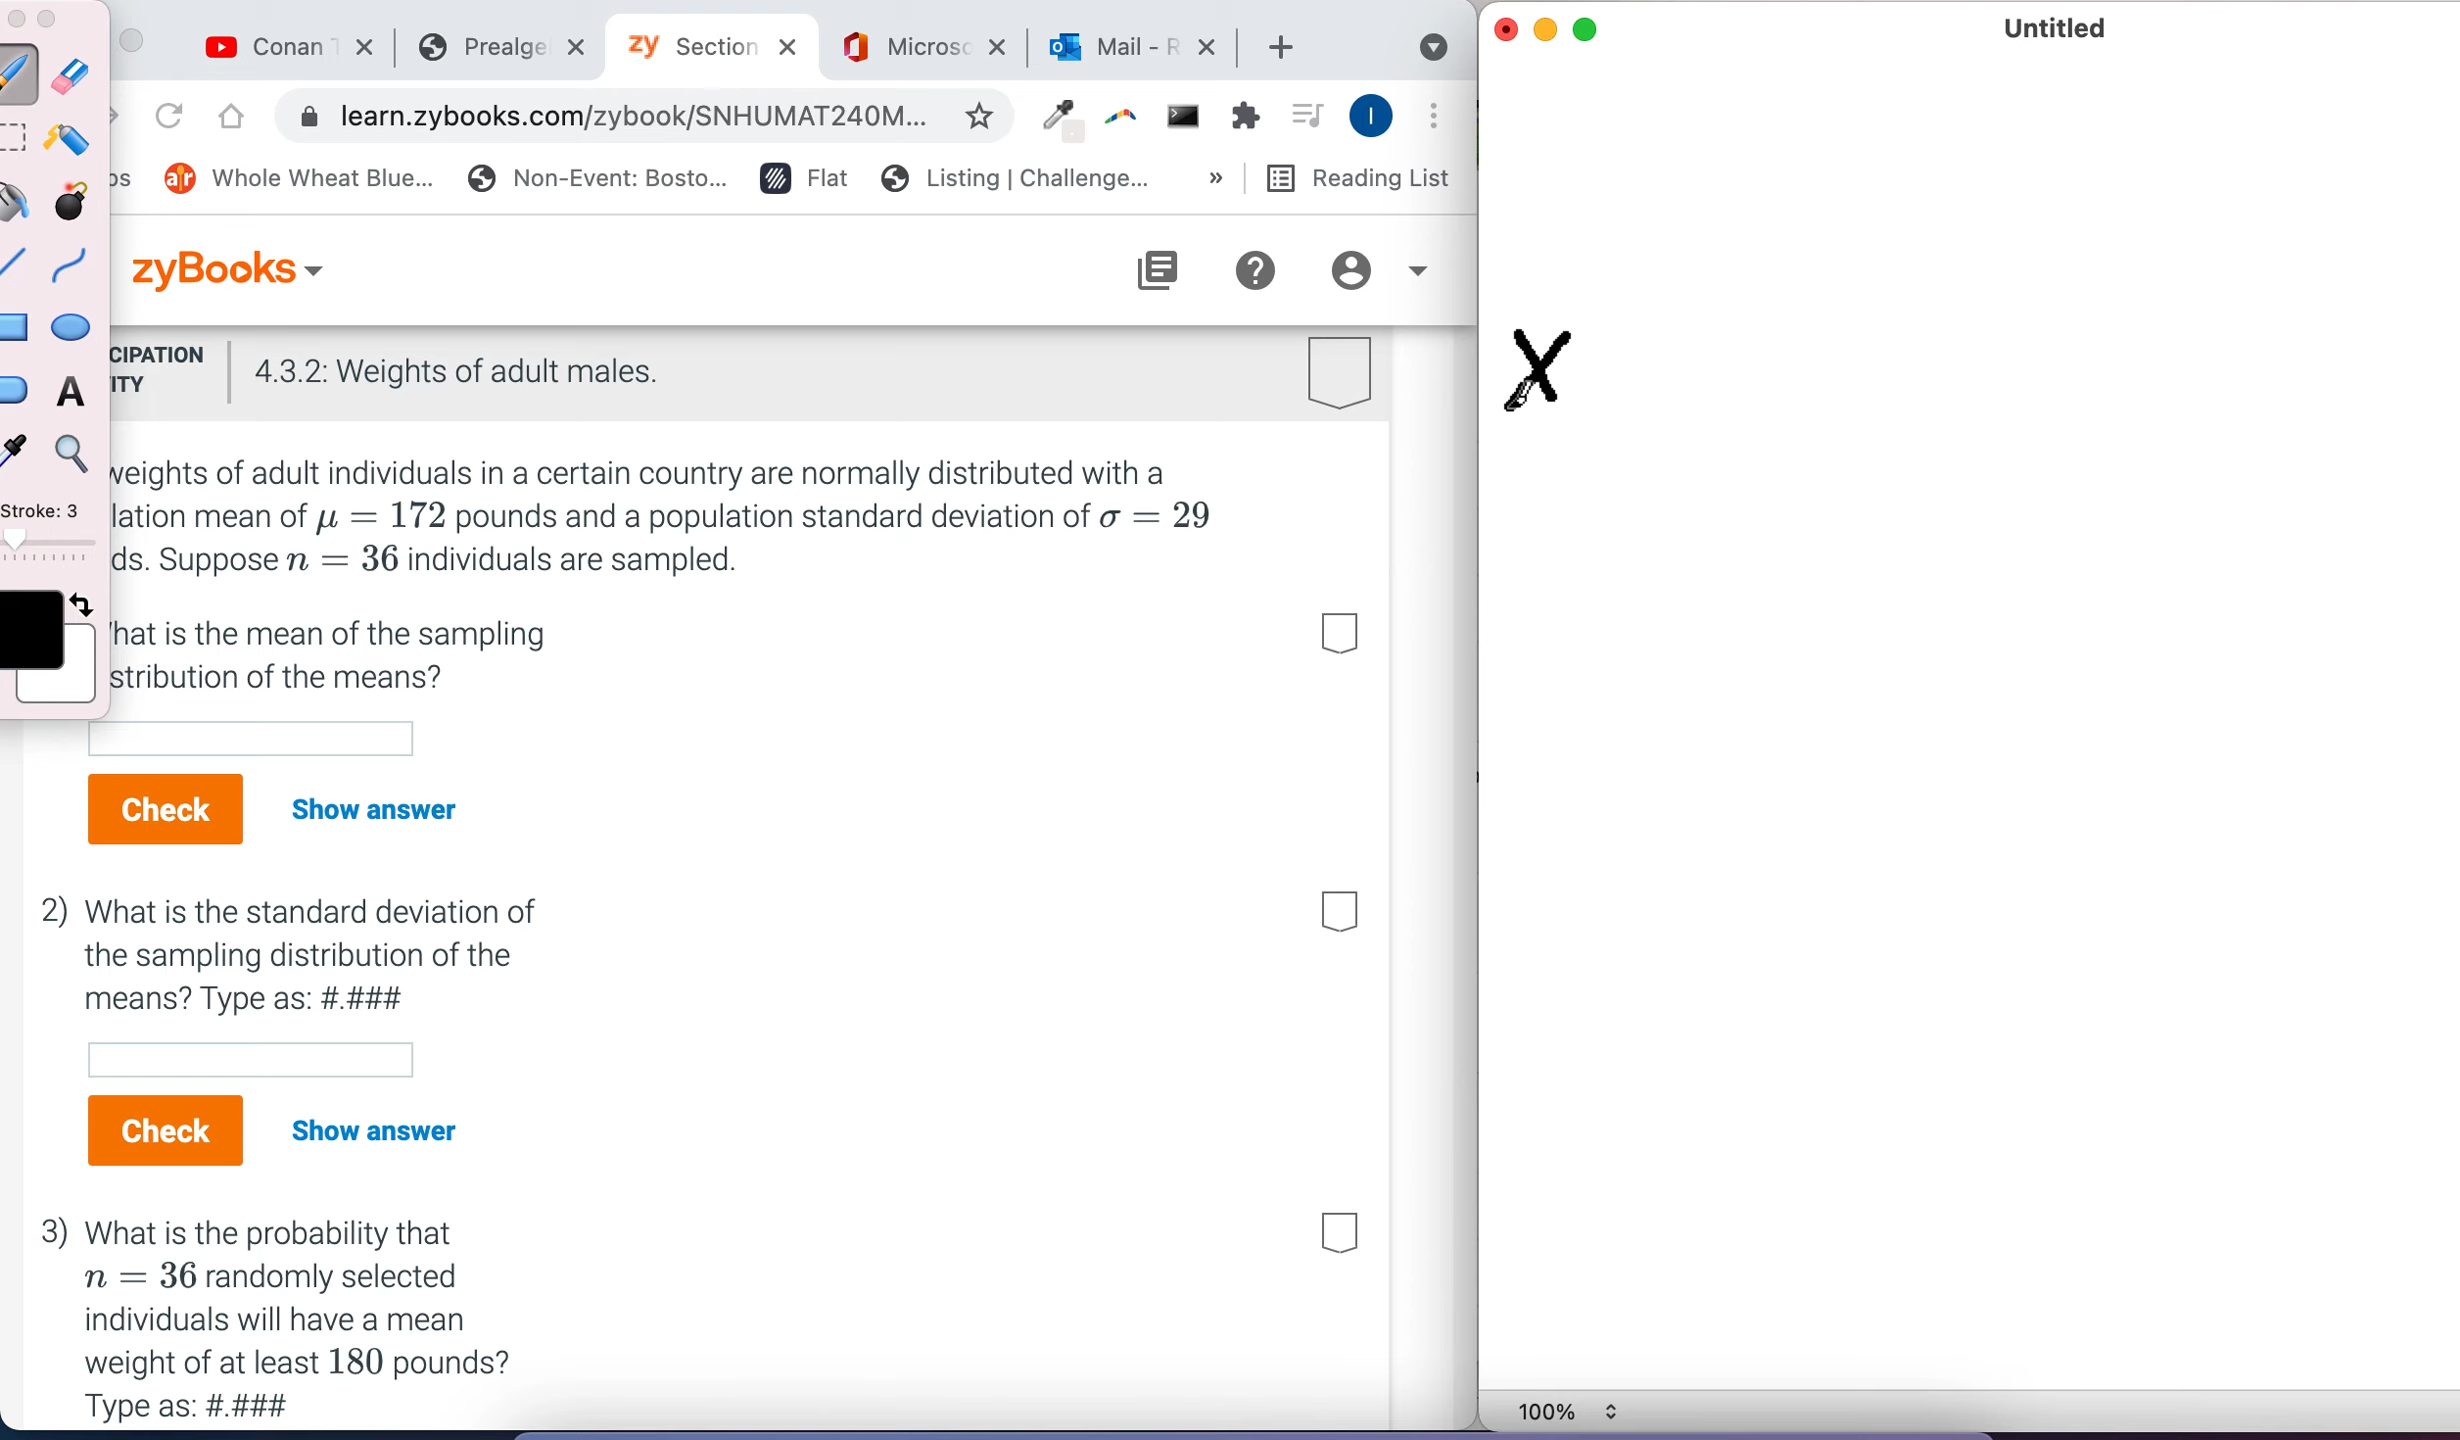 Conan
Prealge
zy Section
Microsc
Mail - R
Untitled
learn.zybooks.com/zybook/SNHUMAT240M...
I
os
air Whole Wheat Blue...
Non-Event: Bosto...
Flat
Listing | Challenge...
»
Reading List
zyBooks
CIPATION
ITY
4.3.2: Weights of adult males.
A
Stroke: 3
weights of adult individuals in a certain country are normally distributed with a
lation mean of μ = 172 pounds and a population standard deviation of σ = 29
ds. Suppose n = 36 individuals are sampled.
hat is the mean of the sampling
stribution of the means?
Check Show answer
2) What is the standard deviation of
the sampling distribution of the
means? Type as: #.###
Check Show answer
3) What is the probability that
n = 36 randomly selected
individuals will have a mean
weight of at least 180 pounds?
Type as: #.###
X
100%